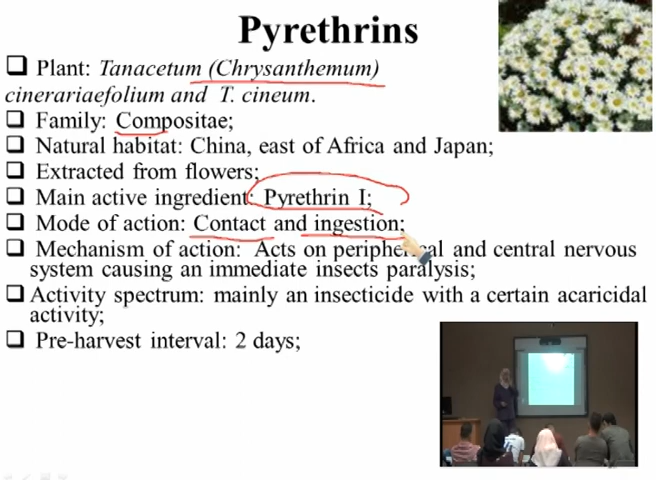 Pyrethrins
Plant: Tanacetum (Chrysanthemum)
cinerariaefolium and T. cineum.
Family: Compositae;
Natural habitat: China, east of Africa and Japan;
Extracted from flowers;
Main active ingredient: Pyrethrin I;
Mode of action: Contact and ingestion;
Mechanism of action: Acts on peripherical and central nervous
system causing an immediate insects paralysis;
Activity spectrum: mainly an insecticide with a certain acaricidal
activity;
Pre-harvest interval: 2 days;